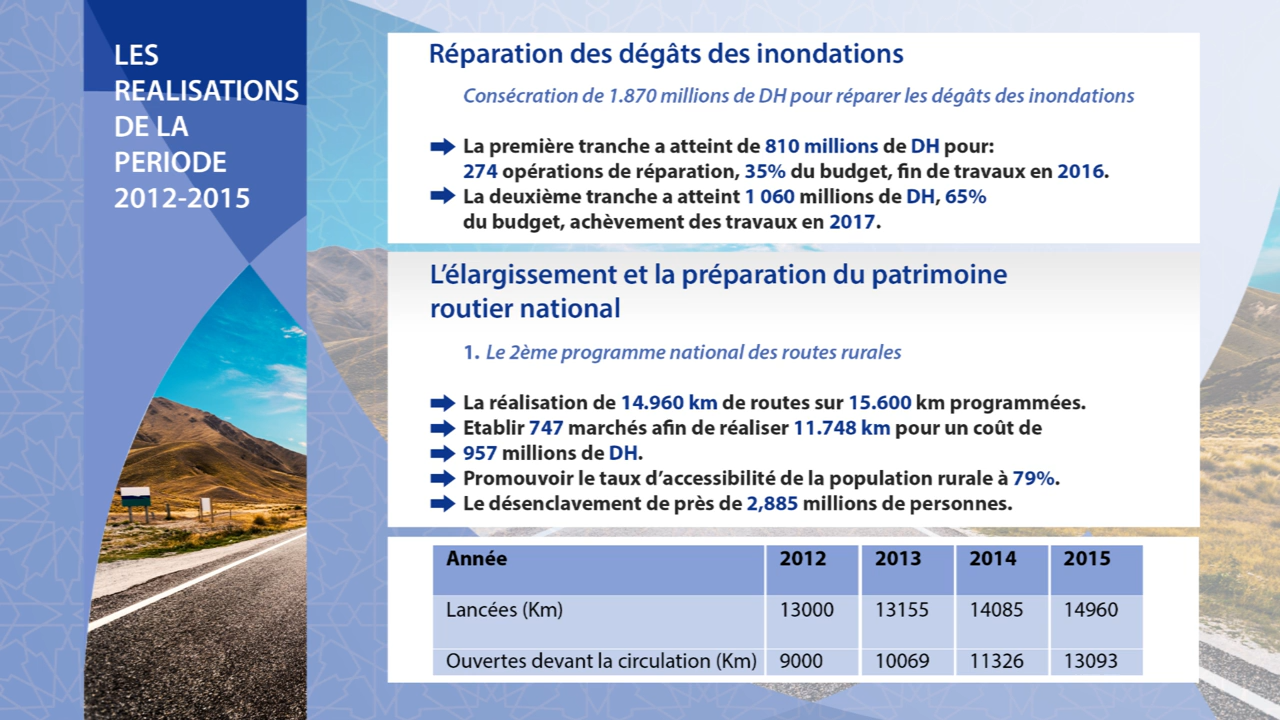 LES
REALISATIONS
DE LA
PERIODE
2012-2015
Réparation des dégâts des inondations
Consécration de 1.870 millions de DH pour réparer les dégâts des inondations
La première tranche a atteint de 810 millions de DH pour:
274 opérations de réparation, 35% du budget, fin de travaux en 2016.
La deuxième tranche a atteint 1 060 millions de DH, 65%
du budget, achèvement des travaux en 2017.
L'élargissement et la préparation du patrimoine
routier national
1. Le 2ème programme national des routes rurales
La réalisation de 14.960 km de routes sur 15.600 km programmées.
Etablir 747 marchés afin de réaliser 11.748 km pour un coût de
957 millions de DH.
Promouvoir le taux d'accessibilité de la population rurale à 79%.
Le désenclavement de près de 2,885 millions de personnes.
Année 2012 2013 2014 2015
Lancées (Km) 13000 13155 14085 14960
Ouvertes devant la circulation (Km) 9000 10069 11326 13093